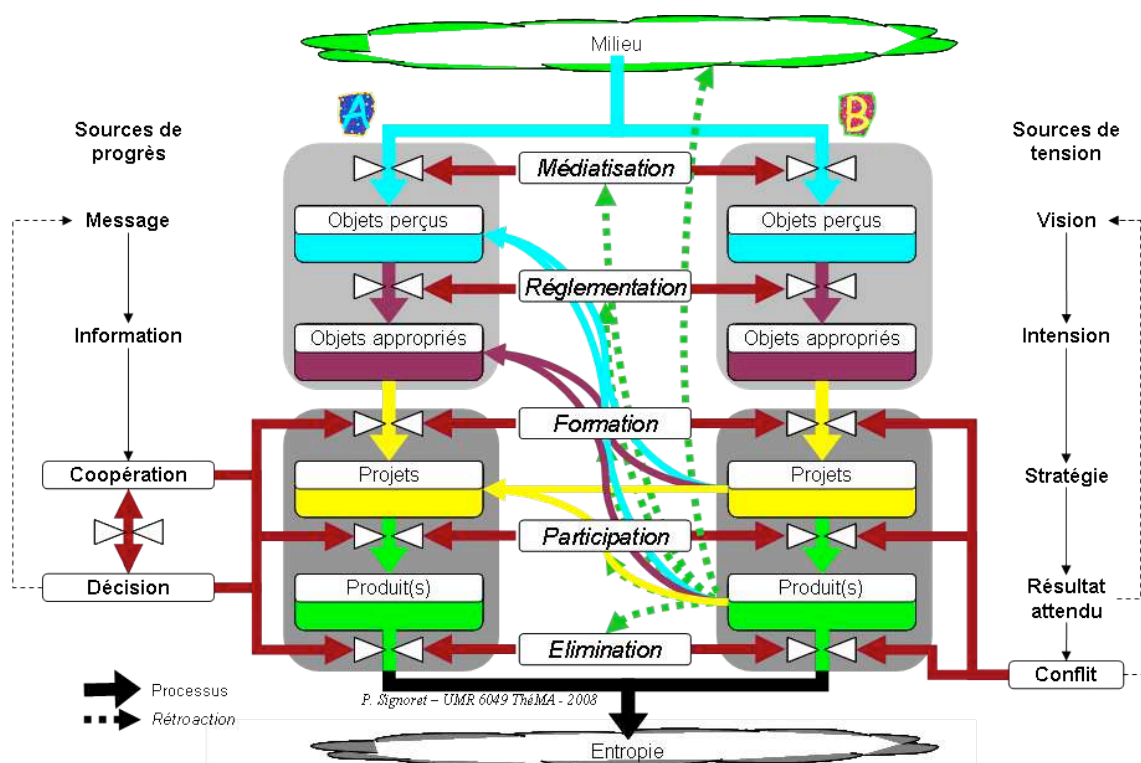 Milieu
A
B
Sources de
progrès
Sources de
tension
Médiatisation
Message
Objets perçus
Objets perçus
Vision
Réglementation
Information
Objets appropriés
Objets appropriés
Intension
Formation
Coopération
Projets
Projets
Stratégie
Participation
Décision
Produit(s)
Produit(s)
Résultat
attendu
Elimination
Conflit
Processus
P. Signoret – UMR 6049 ThéMA - 2008
Rétroaction
Entropie